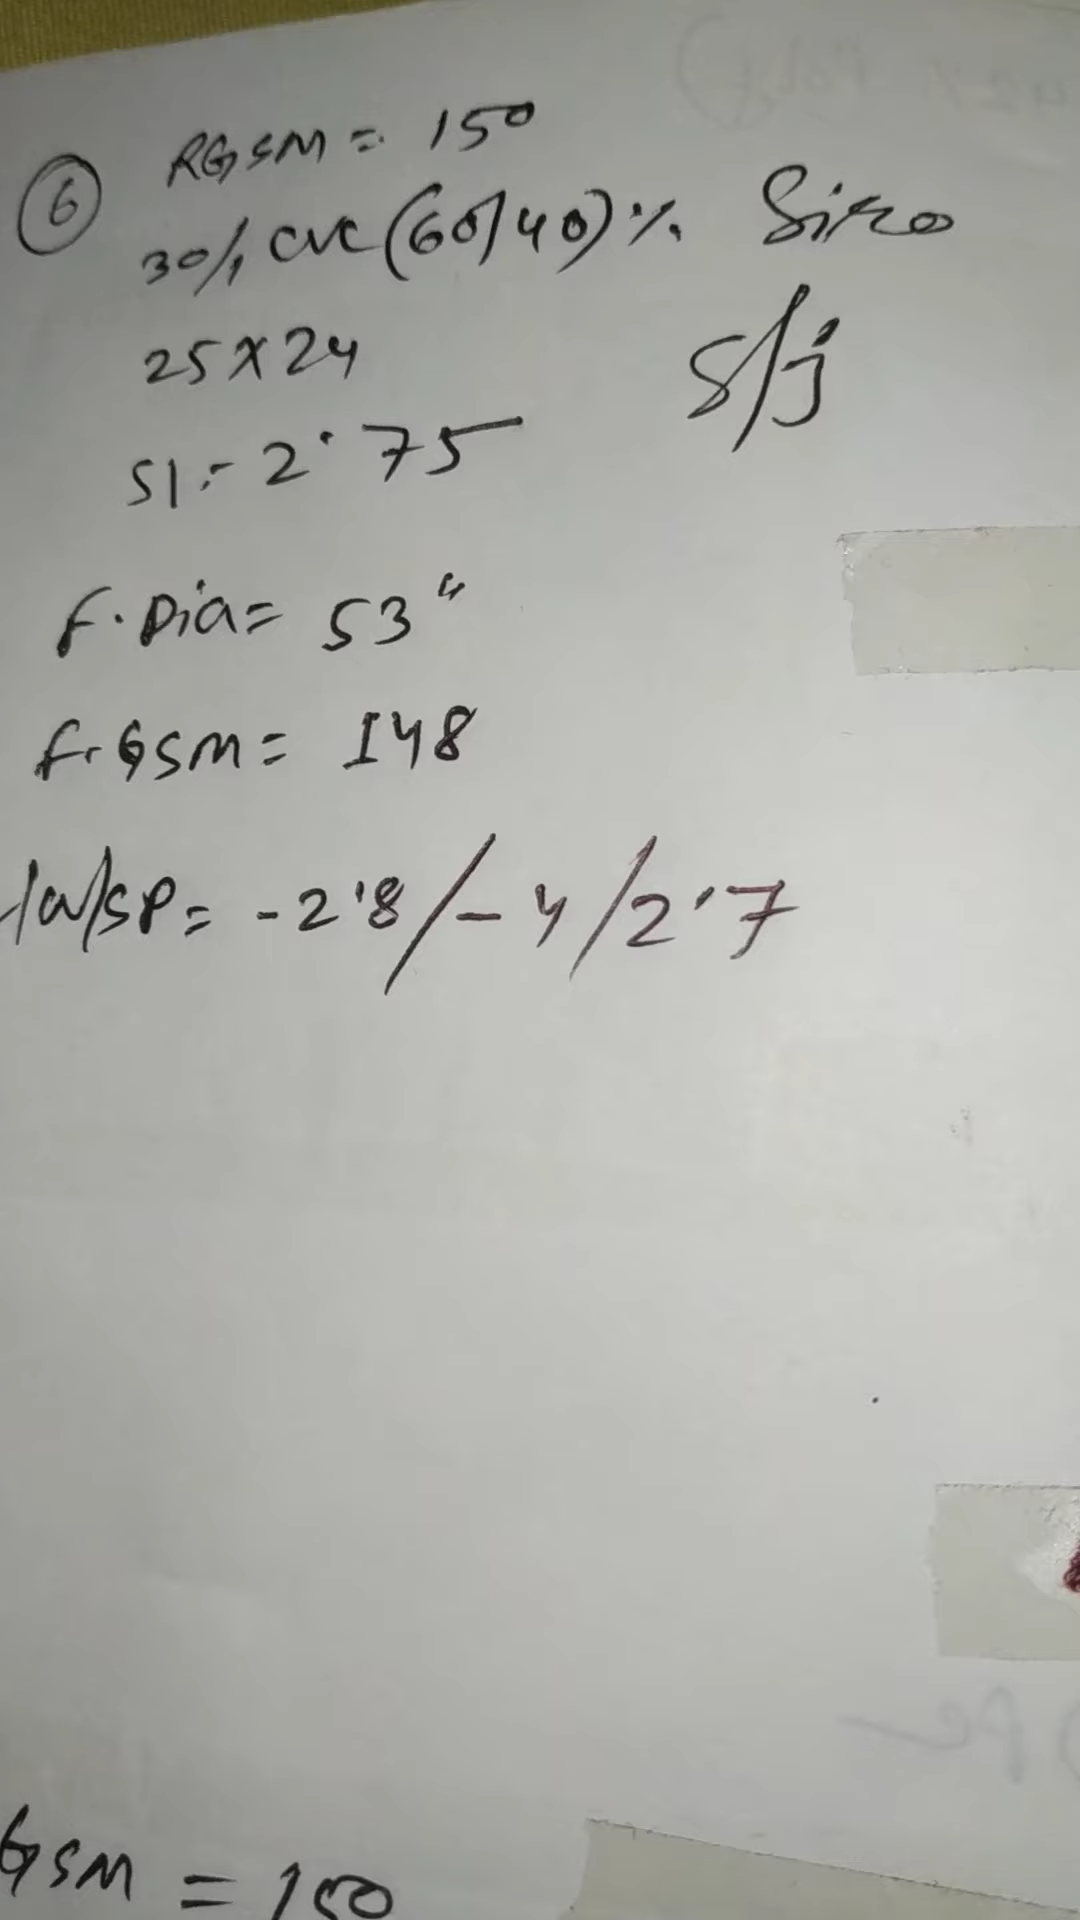 6 RGSM = 150
30/1 CVC (60/40)% Siro
25 X 24 S/J
Sl:- 2.75
F. Dia = 53"
F. GSM = 148
/W/SP = -2.8/-4/2.7
GSM = 150